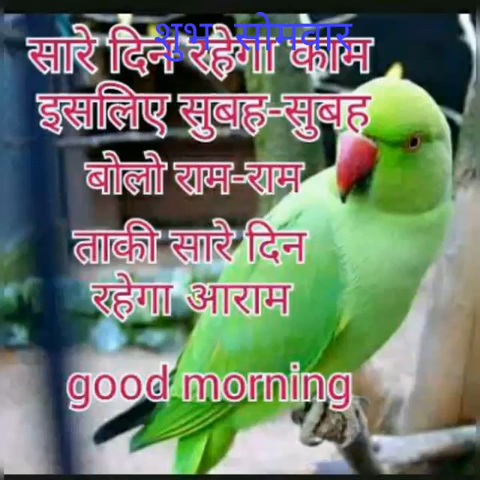 शुभ सोमवार
सारे दिन रहेगा काम
इसलिए सुबह-सुबह
बोलो राम-राम
ताकी सारे दिन
रहेगा आराम
good morning